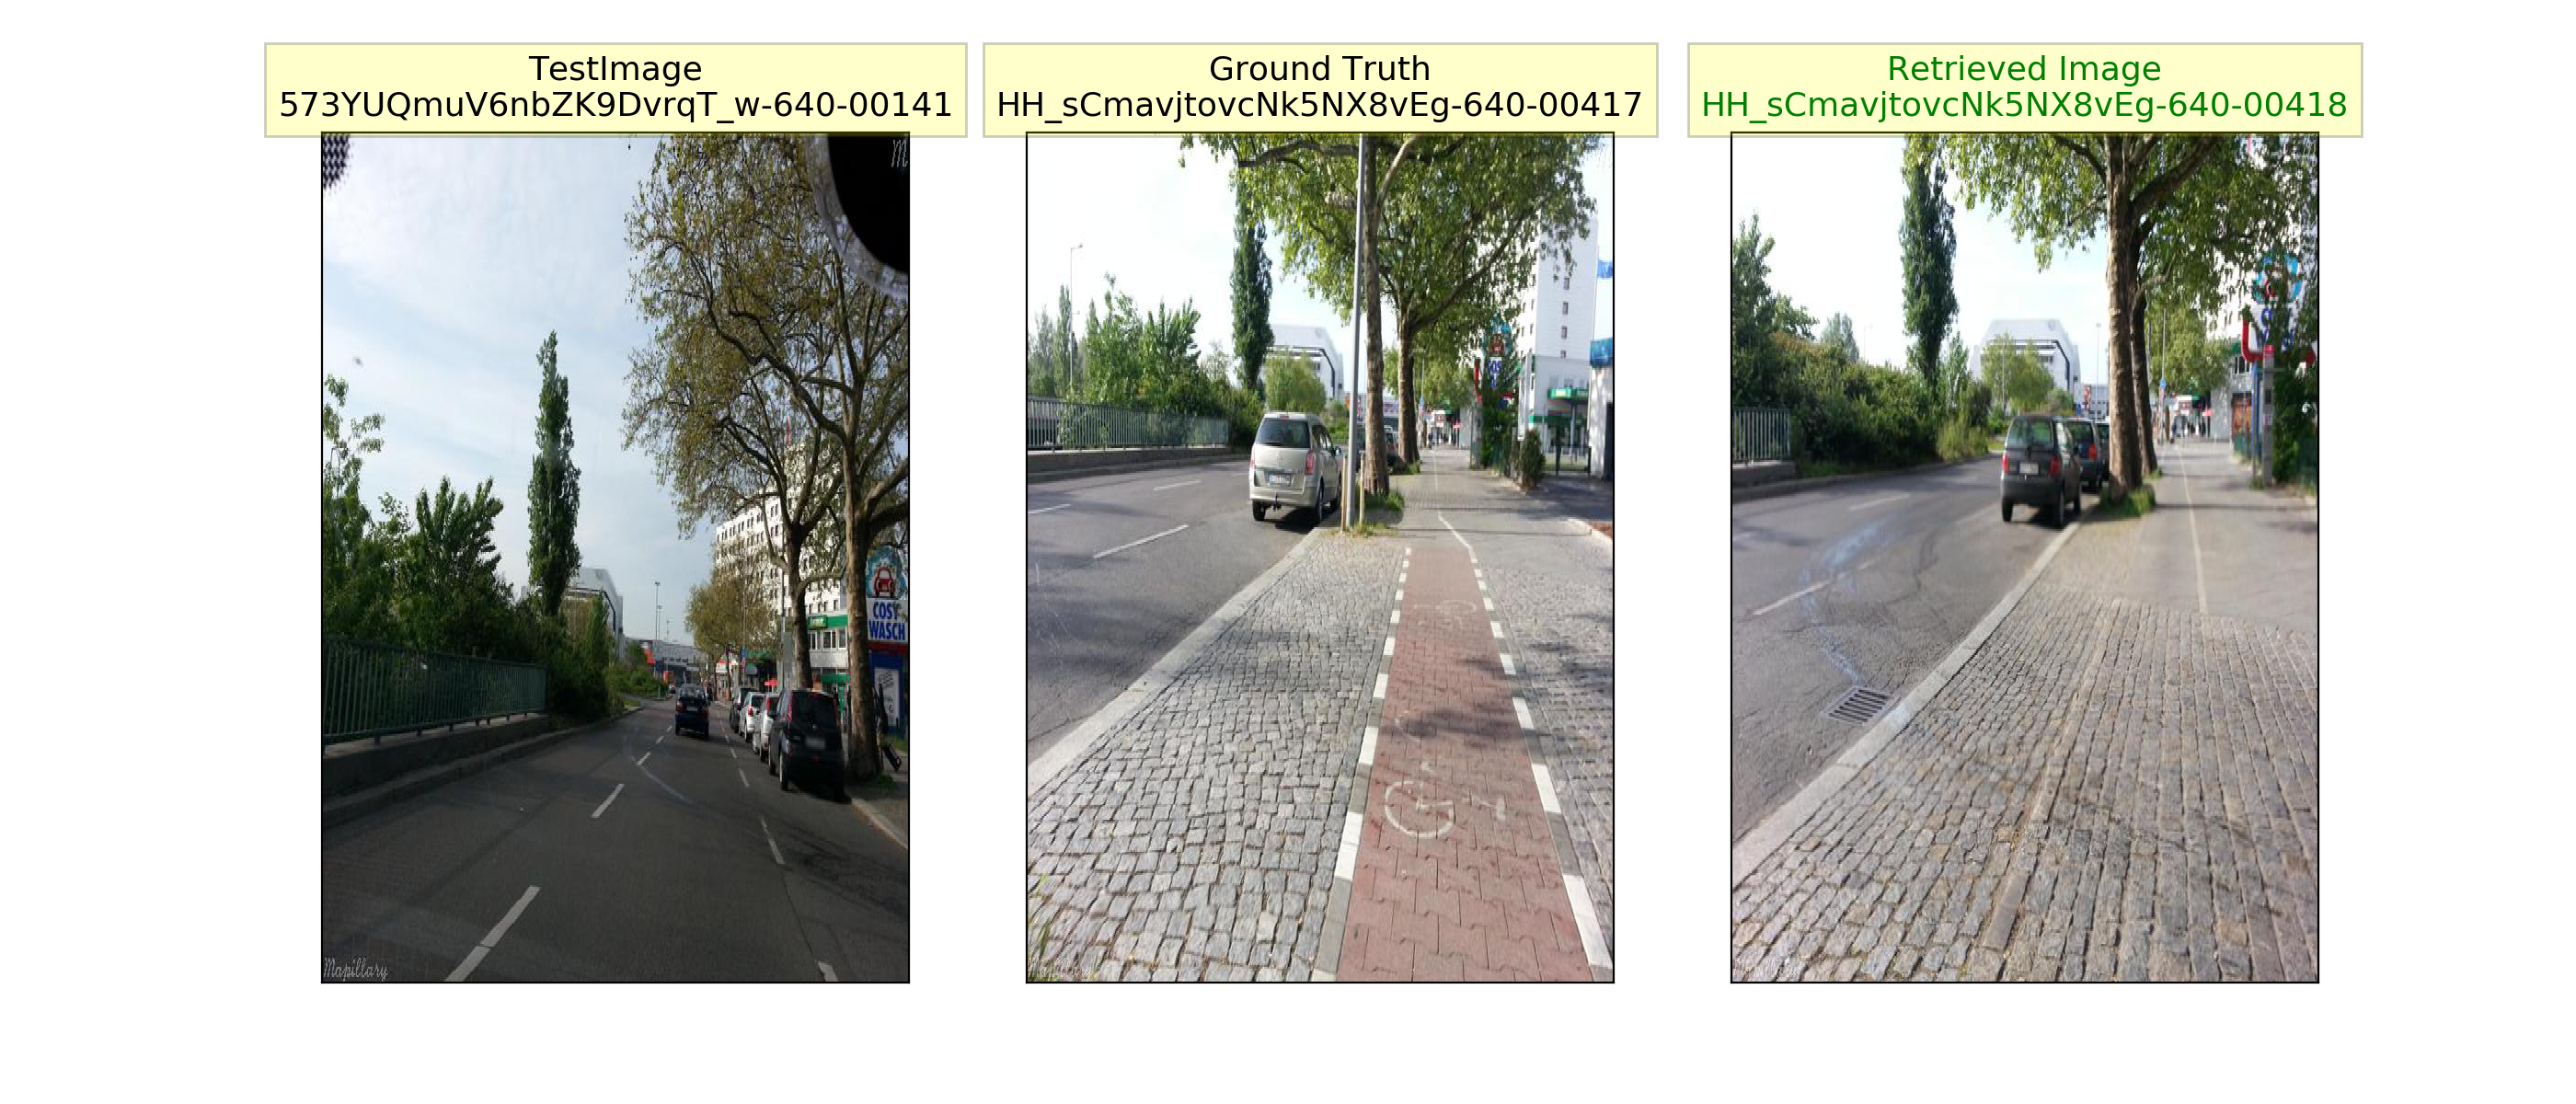 TestImage
573YUQmuV6nbZK9DvrqT_w-640-00141
Ground Truth
HH_sCmavjtovcNk5NX8vEg-640-00417
Retrieved Image
HH_sCmavjtovcNk5NX8vEg-640-00418
M
COSY
WASCH
Mapillary